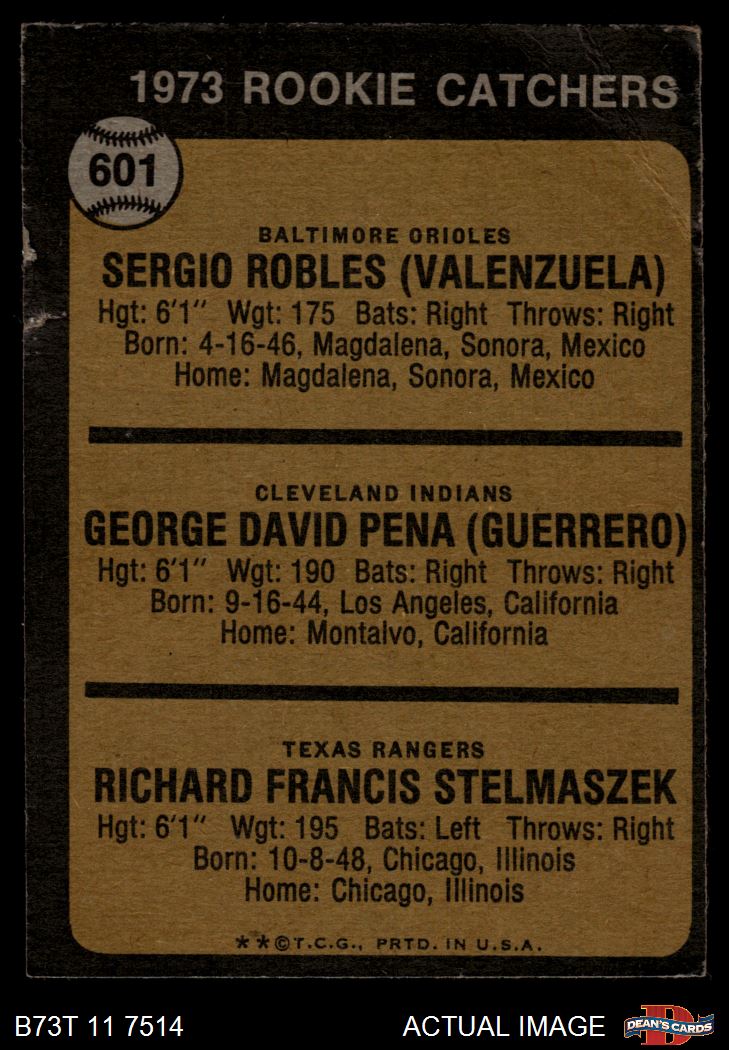 1973 ROOKIE CATCHERS
601
BALTIMORE ORIOLES
SERGIO ROBLES (VALENZUELA)
Hgt: 6'1" Wgt: 175 Bats: Right Throws: Right
Born: 4-16-46, Magdalena, Sonora, Mexico
Home: Magdalena, Sonora, Mexico
CLEVELAND INDIANS
GEORGE DAVID PENA (GUERRERO)
Hgt: 6'1" Wgt: 190 Bats: Right Throws: Right
Born: 9-16-44, Los Angeles, California
Home: Montalvo, California
TEXAS RANGERS
RICHARD FRANCIS STELMASZEK
Hgt: 6'1" Wgt: 195 Bats: Left Throws: Right
Born: 10-8-48, Chicago, Illinois
Home: Chicago, Illinois
**©T.C.G., PRTD. IN U.S.A.
B73T 11 7514 ACTUAL IMAGE
D
DEAN'S CARDS